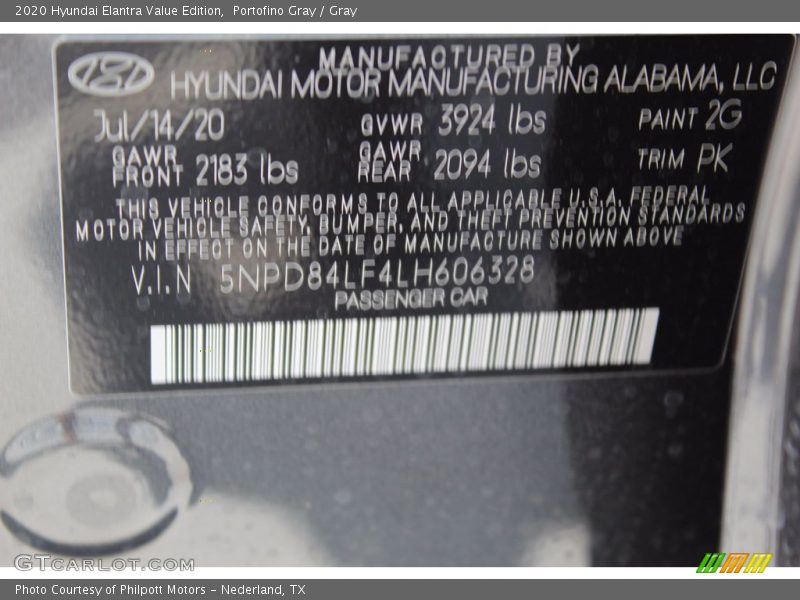 2020 Hyundai Elantra Value Edition,  Portofino Gray / Gray
MANUFACTURED BY
HYUNDAI MOTOR MANUFACTURING ALABAMA, LLC
Jul/14/20 GVWR 3924 lbs PAINT 2G
GAWR FRONT 2183 lbs GAWR REAR 2094 lbs TRIM PK
THIS VEHICLE CONFORMS TO ALL APPLICABLE U.S.A. FEDERAL
MOTOR VEHICLE SAFETY, BUMPER, AND THEFT PREVENTION STANDARDS
IN EFFECT ON THE DATE OF MANUFACTURE SHOWN ABOVE
V.I.N 5NPD84LF4LH606328
PASSENGER CAR
GTCARLOT.COM
Photo Courtesy of Philpott Motors - Nederland, TX